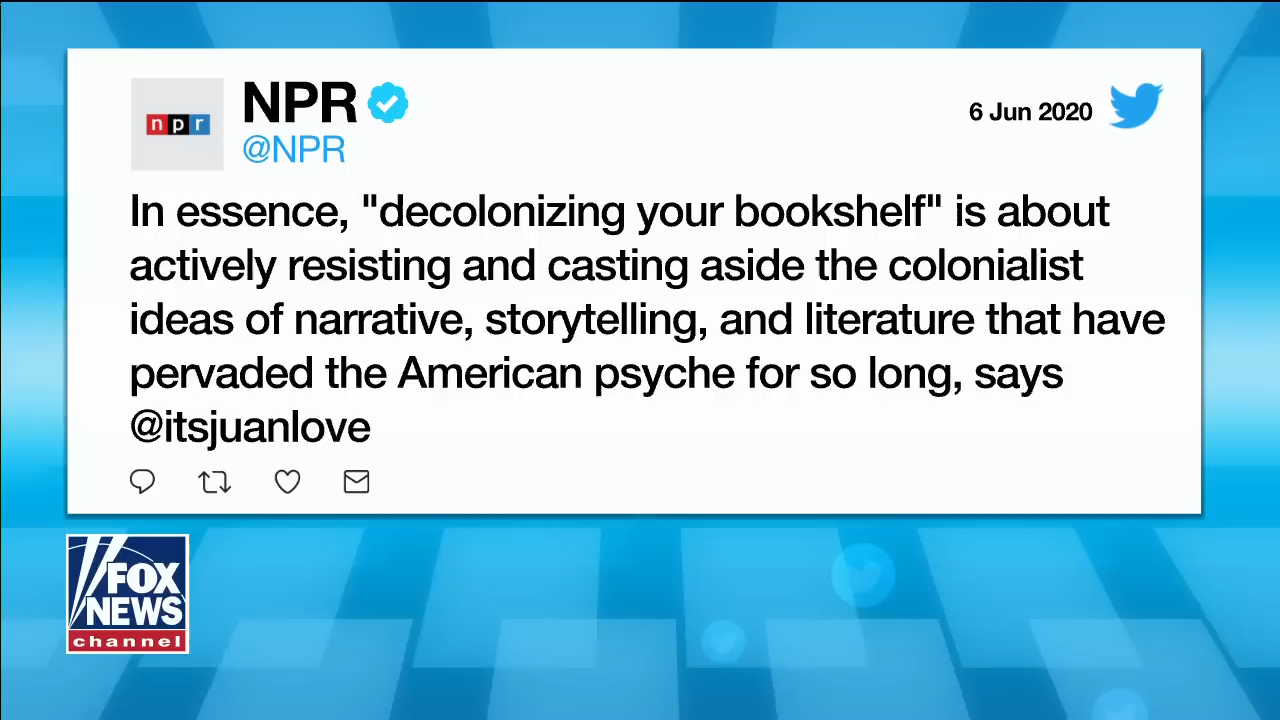 npr
NPR
@NPR
6 Jun 2020
In essence, "decolonizing your bookshelf" is about
actively resisting and casting aside the colonialist
ideas of narrative, storytelling, and literature that have
pervaded the American psyche for so long, says
@itsjuanlove
FOX
NEWS
channel